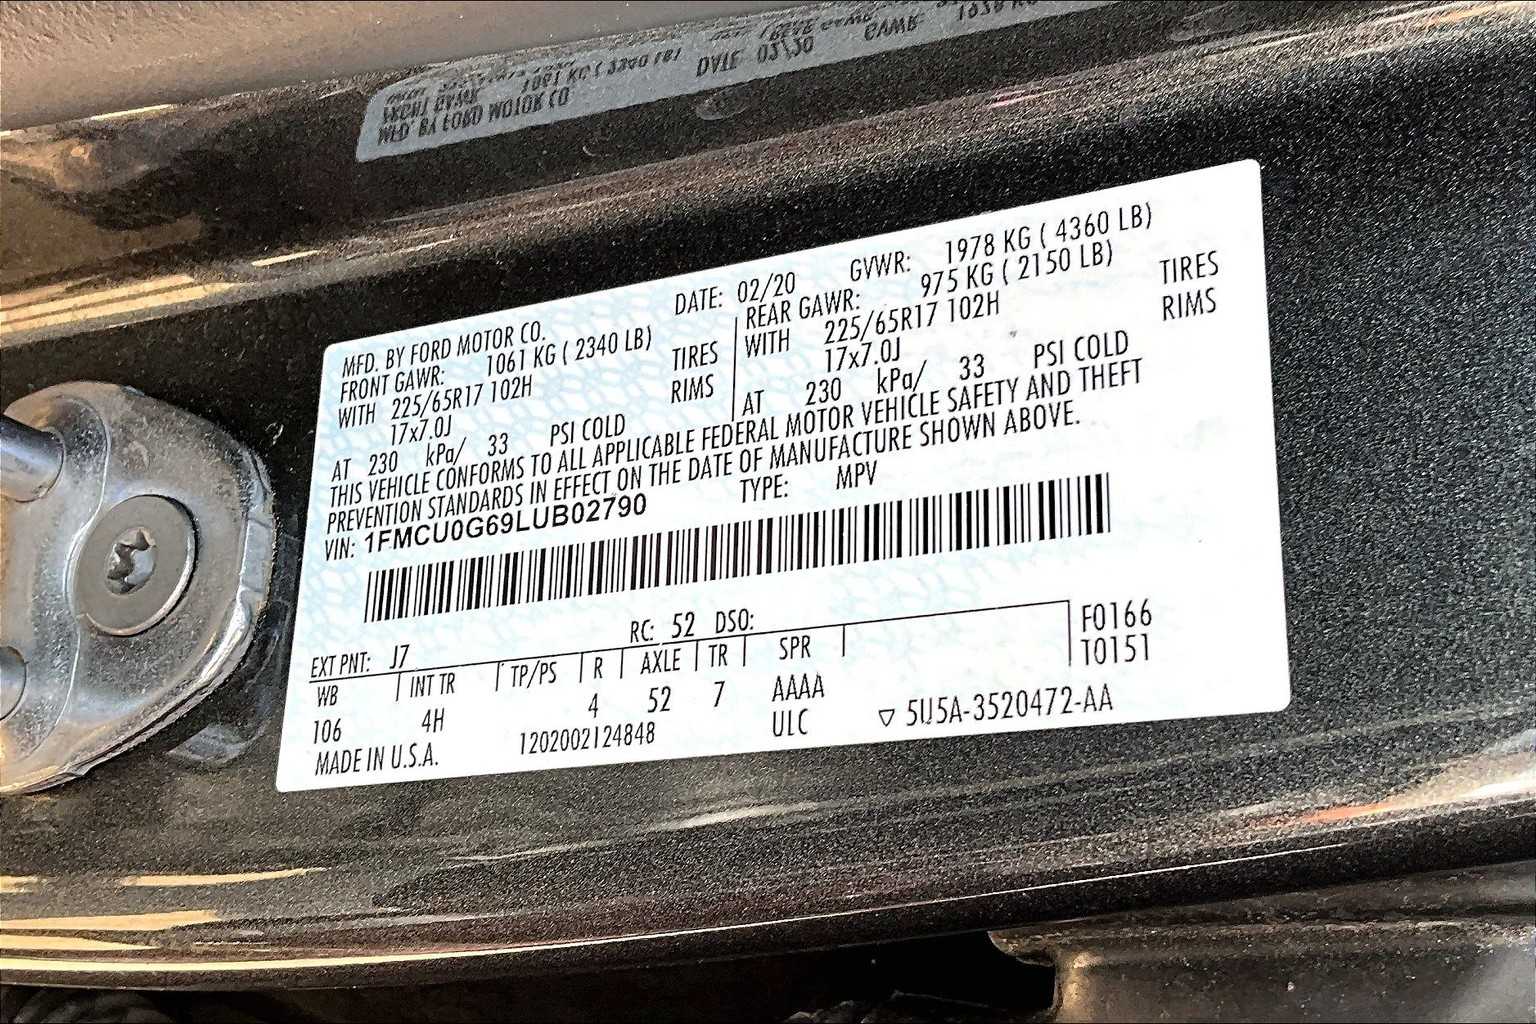 MFD. BY FORD MOTOR CO. DATE: 02/20 GVWR: 1978 KG ( 4360 LB)
FRONT GAWR: 1061 KG ( 2340 LB) REAR GAWR: 975 KG ( 2150 LB)
WITH 225/65R17 102H TIRES WITH 225/65R17 102H TIRES
17x7.0J RIMS 17x7.0J RIMS
AT 230 kPa/ 33 PSI COLD AT 230 kPa/ 33 PSI COLD
THIS VEHICLE CONFORMS TO ALL APPLICABLE FEDERAL MOTOR VEHICLE SAFETY AND THEFT
PREVENTION STANDARDS IN EFFECT ON THE DATE OF MANUFACTURE SHOWN ABOVE.
VIN: 1FMCU0G69LUB02790 TYPE: MPV
EXT PNT: J7 RC: 52 DSO: F0166
WB INT TR TP/PS R AXLE TR SPR T0151
106 4H 4 52 7 AAAA
MADE IN U.S.A. 1202002124848 ULC ▽ 5U5A-3520472-AA